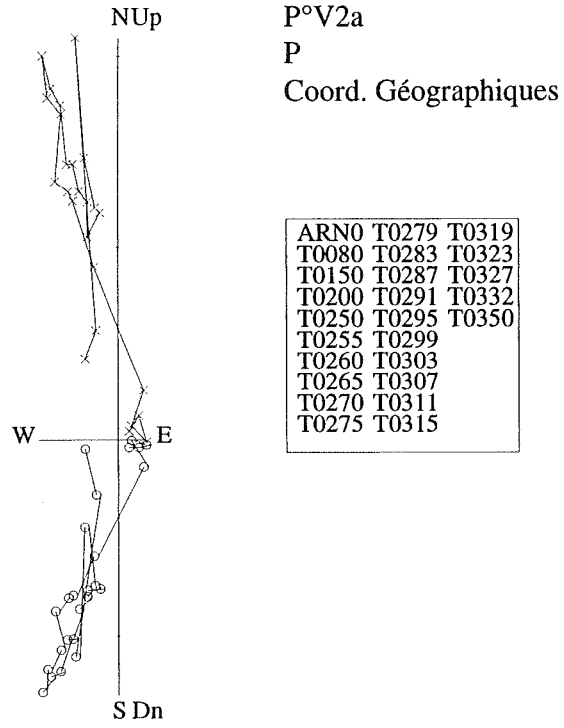 NUp
P°V2a
P
Coord. Géographiques
ARN0 T0279 T0319
T0080 T0283 T0323
T0150 T0287 T0327
T0200 T0291 T0332
T0250 T0295 T0350
T0255 T0299
T0260 T0303
T0265 T0307
T0270 T0311
T0275 T0315
W E
S Dn